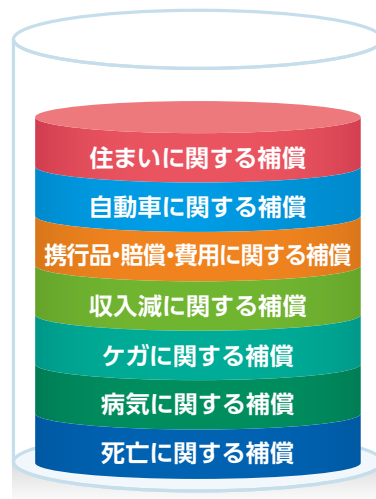 住まいに関する補償
自動車に関する補償
携行品・賠償・費用に関する補償
収入減に関する補償
ケガに関する補償
病気に関する補償
死亡に関する補償